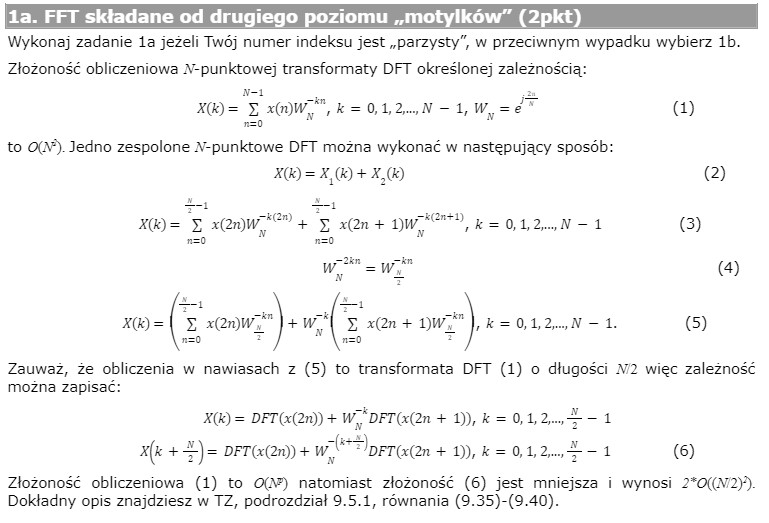 1a. FFT składane od drugiego poziomu „motylków” (2pkt)
Wykonaj zadanie 1a jeżeli Twój numer indeksu jest „parzysty”, w przeciwnym wypadku wybierz 1b.
Złożoność obliczeniowa N-punktowej transformaty DFT określonej zależnością:
X(k) = \sum_{n=0}^{N-1} x(n)W_N^{-kn}, k = 0, 1, 2,..., N − 1, W_N = e^{j\frac{2π}{N}} (1)
to O(N²). Jedno zespolone N-punktowe DFT można wykonać w następujący sposób:
X(k) = X_1(k) + X_2(k) (2)
X(k) = \sum_{n=0}^{\frac{N}{2}-1} x(2n)W_N^{-k(2n)} + \sum_{n=0}^{\frac{N}{2}-1} x(2n + 1)W_N^{-k(2n+1)}, k = 0, 1, 2,..., N − 1 (3)
W_N^{-2kn} = W_{\frac{N}{2}}^{-kn} (4)
X(k) = \left(\sum_{n=0}^{\frac{N}{2}-1} x(2n)W_{\frac{N}{2}}^{-kn}\right) + W_N^{-k}\left(\sum_{n=0}^{\frac{N}{2}-1} x(2n + 1)W_{\frac{N}{2}}^{-kn}\right), k = 0, 1, 2,..., N − 1. (5)
Zauważ, że obliczenia w nawiasach z (5) to transformata DFT (1) o długości N/2 więc zależność
można zapisać:
X(k) = DFT(x(2n)) + W_N^{-k}DFT(x(2n + 1)), k = 0, 1, 2,..., \frac{N}{2} − 1
X(k + \frac{N}{2}) = DFT(x(2n)) + W_N^{-(k+\frac{N}{2})}DFT(x(2n + 1)), k = 0, 1, 2,..., \frac{N}{2} − 1 (6)
Złożoność obliczeniowa (1) to O(N²) natomiast złożoność (6) jest mniejsza i wynosi 2*O((N/2)²).
Dokładny opis znajdziesz w TZ, podrozdział 9.5.1, równania (9.35)-(9.40).